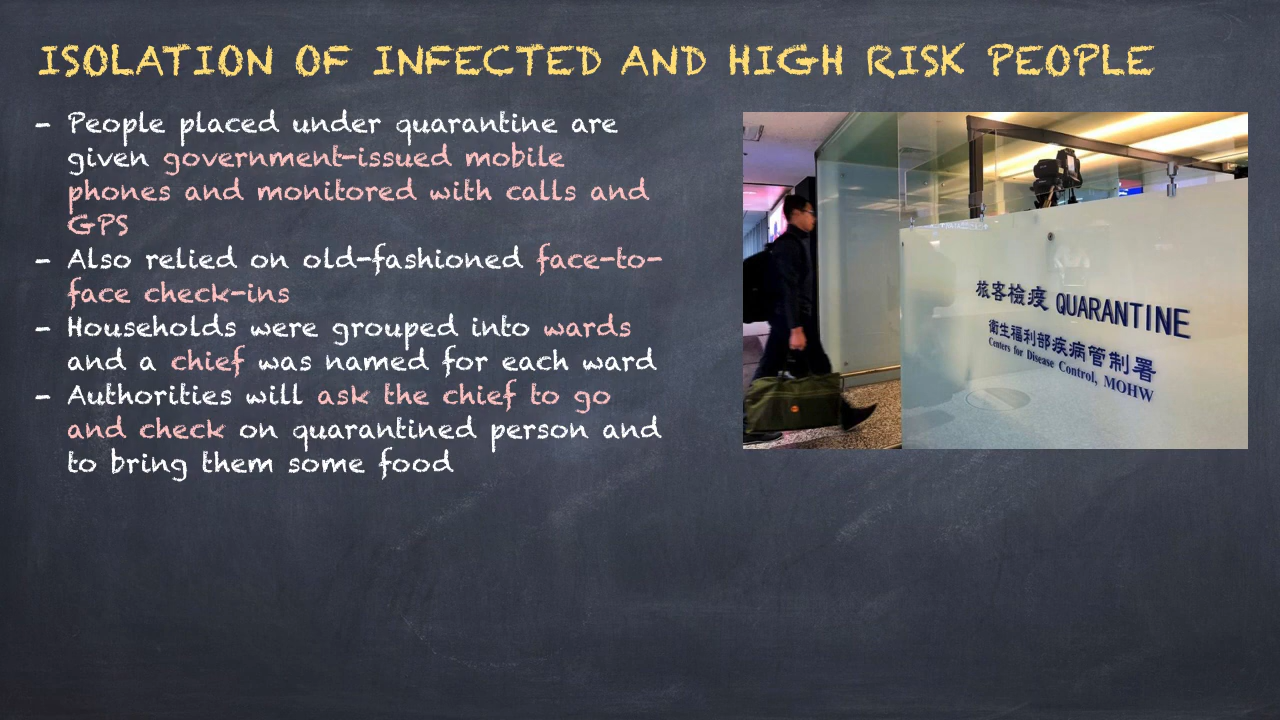 ISOLATION OF INFECTED AND HIGH RISK PEOPLE
- People placed under quarantine are
given government-issued mobile
phones and monitored with calls and
GPS
- Also relied on old-fashioned face-to-
face check-ins
- Households were grouped into wards
and a chief was named for each ward
- Authorities will ask the chief to go
and check on quarantined person and
to bring them some food
旅客檢疫 QUARANTINE
衛生福利部疾病管制署
Centers for Disease Control, MOHW